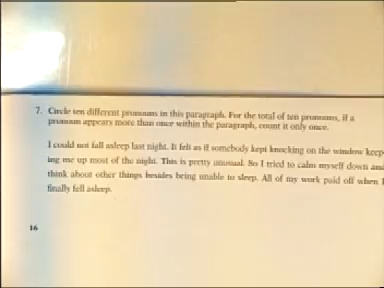 7. Circle ten different pronouns in this paragraph. For the total of ten pronouns, if a
pronoun appears more than once within the paragraph, count it only once.
I could not fall asleep last night. It felt as if somebody kept knocking on the window keep-
ing me up most of the night. This is pretty unusual. So I tried to calm myself down and
think about other things besides being unable to sleep. All of my work paid off when I
finally fell asleep.
16